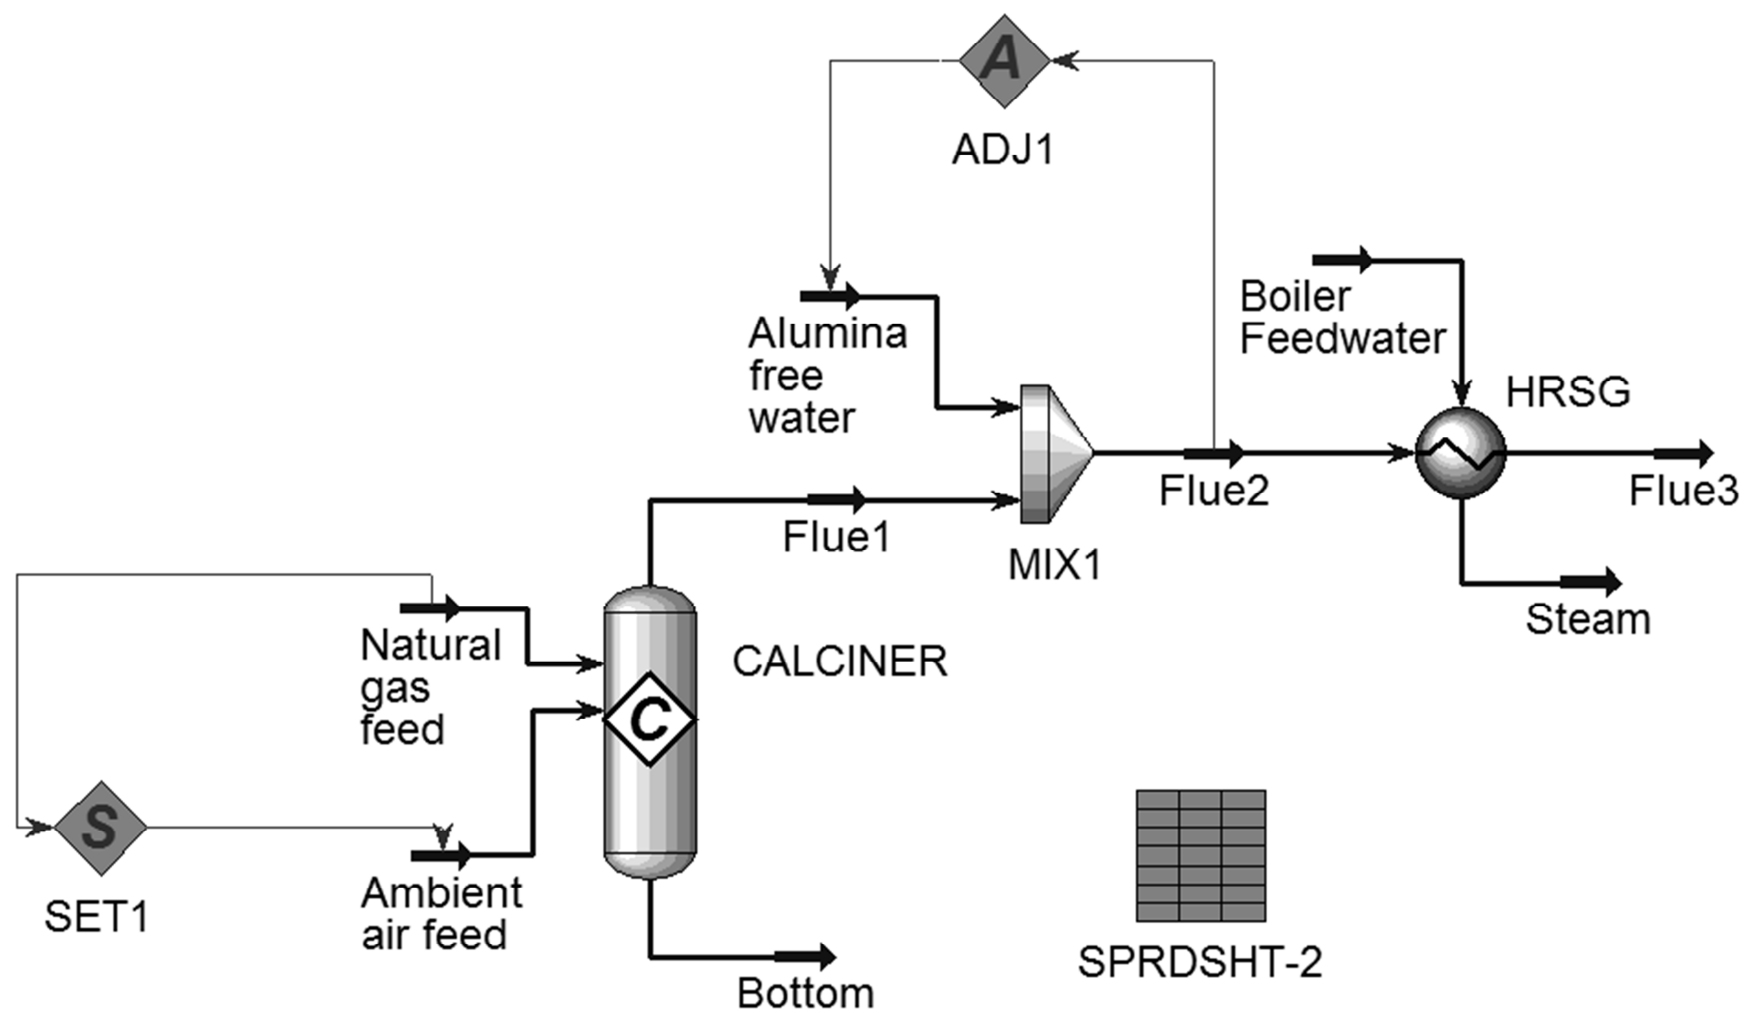 A
ADJ1
Alumina
free
water
Boiler
Feedwater
HRSG
Flue2
Flue3
Flue1
MIX1
Steam
Natural
gas
feed
CALCINER
C
S
SET1
Ambient
air feed
SPRDSHT-2
Bottom